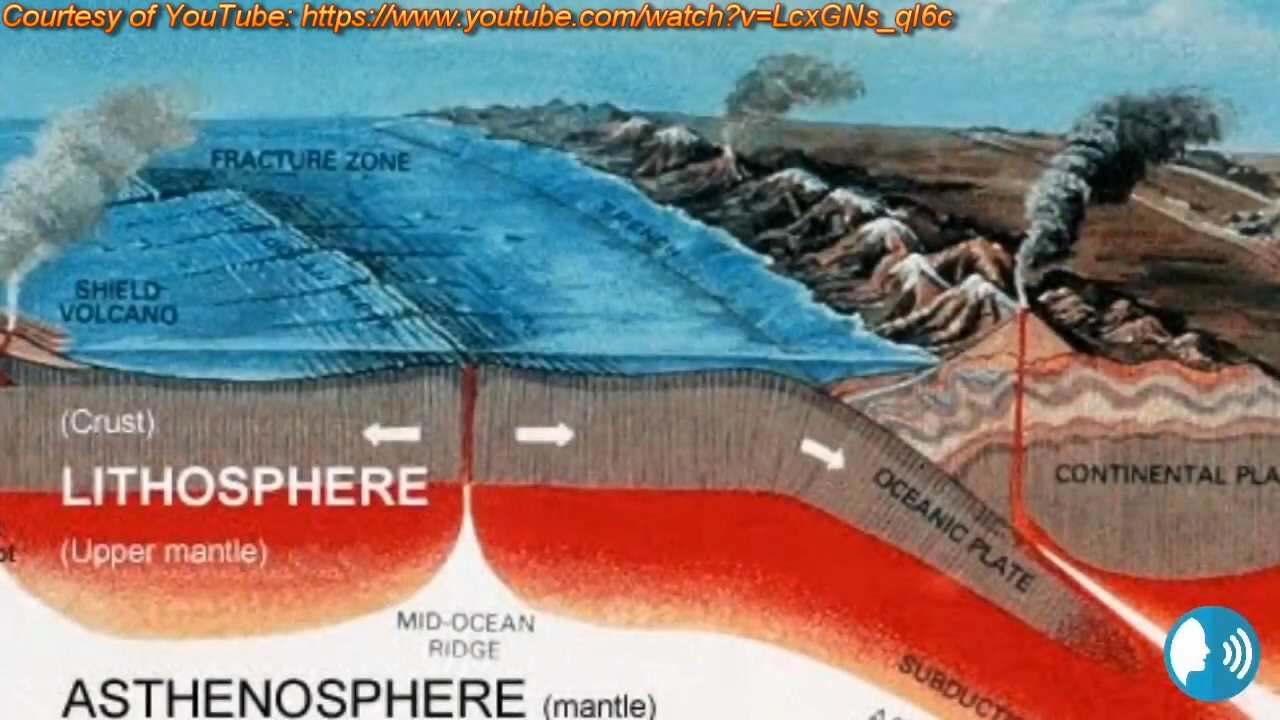 Courtesy of YouTube: https://www.youtube.com/watch?v=LcxGNs_ql6c
FRACTURE ZONE
TRENCH
SHIELD
VOLCANO
(Crust)
LITHOSPHERE
(Upper mantle)
CONTINENTAL PLA
OCEANIC PLATE
MID-OCEAN
RIDGE
SUBDUCTI
ASTHENOSPHERE (mantle)